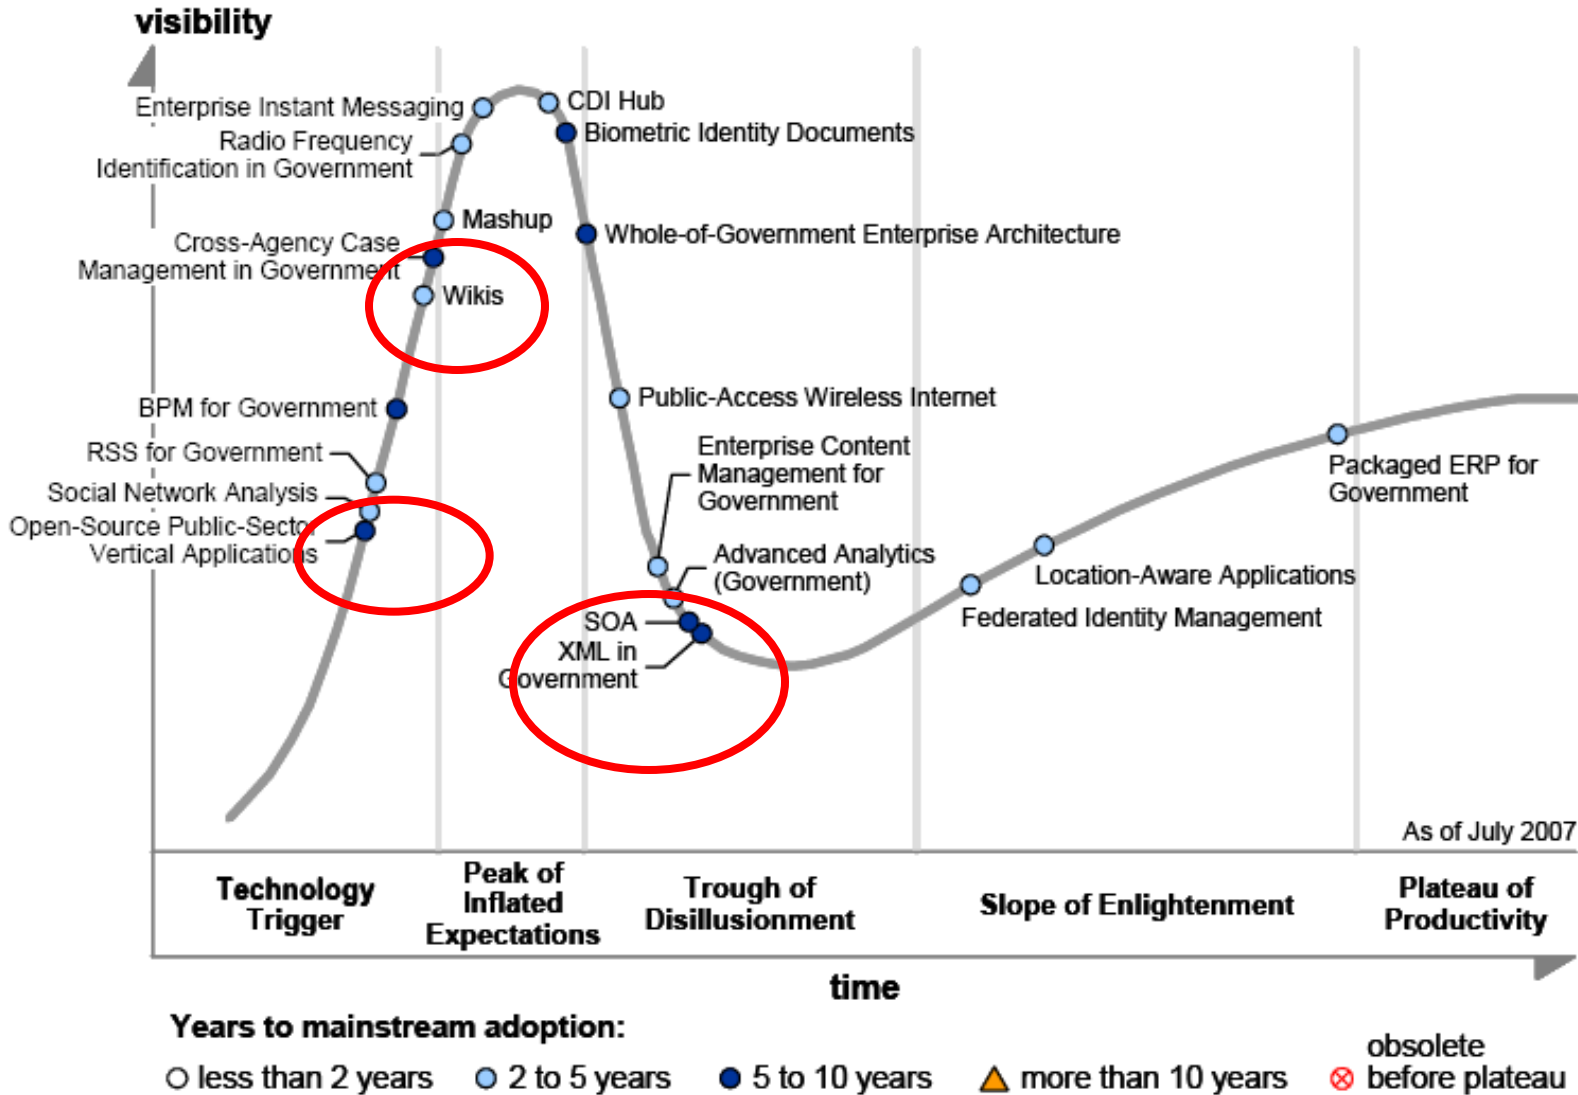 visibility
Enterprise Instant Messaging
CDI Hub
Radio Frequency
Identification in Government
Biometric Identity Documents
Mashup
Cross-Agency Case
Management in Government
Whole-of-Government Enterprise Architecture
Wikis
BPM for Government
Public-Access Wireless Internet
RSS for Government
Enterprise Content
Management for
Government
Social Network Analysis
Open-Source Public-Sector
Vertical Applications
Advanced Analytics
(Government)
SOA
XML in
Government
Packaged ERP for
Government
Location-Aware Applications
Federated Identity Management
As of July 2007
Technology
Trigger
Peak of
Inflated
Expectations
Trough of
Disillusionment
Slope of Enlightenment
Plateau of
Productivity
time
Years to mainstream adoption:
less than 2 years
2 to 5 years
5 to 10 years
more than 10 years
obsolete
before plateau